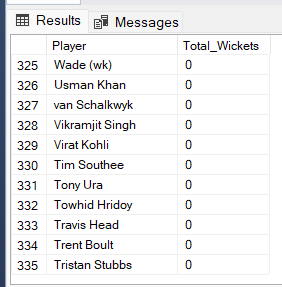 Results Messages
Player Total_Wickets
325 Wade (wk) 0
326 Usman Khan 0
327 van Schalkwyk 0
328 Vikramjit Singh 0
329 Virat Kohli 0
330 Tim Southee 0
331 Tony Ura 0
332 Towhid Hridoy 0
333 Travis Head 0
334 Trent Boult 0
335 Tristan Stubbs 0